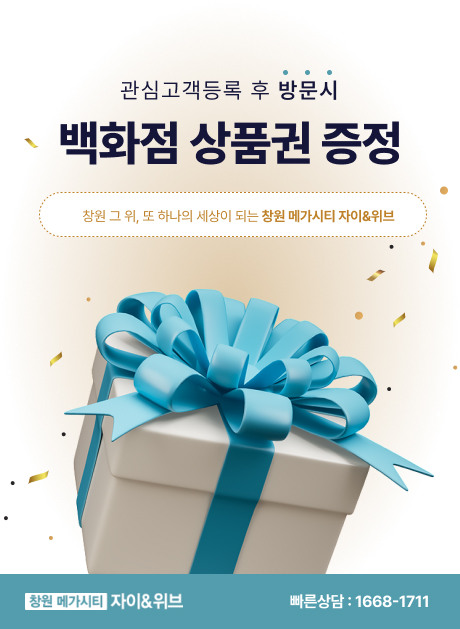 관심고객등록 후 방문시
백화점 상품권 증정
창원 그 위, 또 하나의 세상이 되는 창원 메가시티 자이&위브
창원 메가시티 자이&위브
빠른상담 : 1668-1711